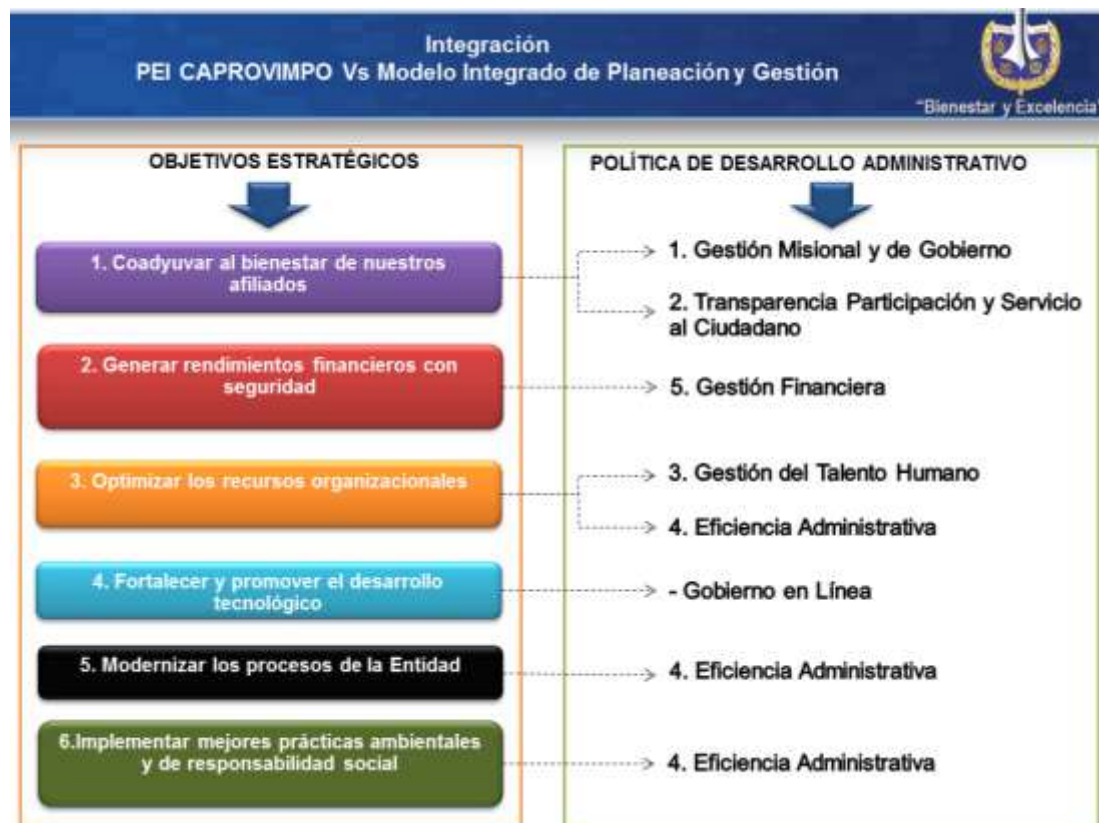 Integración
PEI CAPROVIMPO Vs Modelo Integrado de Planeación y Gestión
"Bienestar y Excelencia"
OBJETIVOS ESTRATÉGICOS
1. Coadyuvar al bienestar de nuestros
afiliados
2. Generar rendimientos financieros con
seguridad
3. Optimizar los recursos organizacionales
4. Fortalecer y promover el desarrollo
tecnológico
5. Modernizar los procesos de la Entidad
6.Implementar mejores prácticas ambientales
y de responsabilidad social
POLÍTICA DE DESARROLLO ADMINISTRATIVO
1. Gestión Misional y de Gobierno
2. Transparencia Participación y Servicio
al Ciudadano
5. Gestión Financiera
3. Gestión del Talento Humano
4. Eficiencia Administrativa
- Gobierno en Línea
4. Eficiencia Administrativa
4. Eficiencia Administrativa